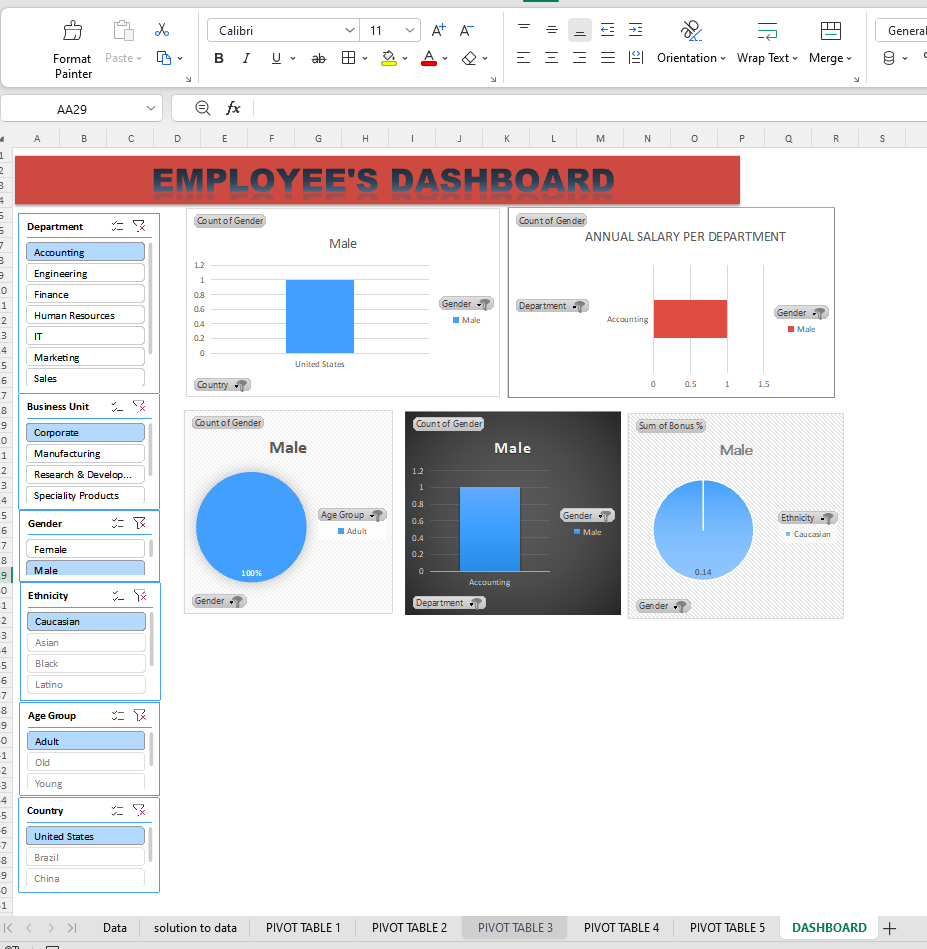 Calibri
11
Format Painter
Paste
B I U ab
A
Orientation
Wrap Text
Merge
General
AA29
fx
A B C D E F G H I J K L M N O P Q R S
EMPLOYEE'S DASHBOARD
Department
Accounting
Engineering
Finance
Human Resources
IT
Marketing
Sales
Business Unit
Corporate
Manufacturing
Research & Develop...
Speciality Products
Gender
Female
Male
Ethnicity
Caucasian
Asian
Black
Latino
Age Group
Adult
Old
Young
Country
United States
Brazil
China
Count of Gender
Male
1.2
1
0.8
0.6
0.4
0.2
0
United States
Gender
Male
Country
Count of Gender
ANNUAL SALARY PER DEPARTMENT
Department
Accounting
0 0.5 1 1.5
Gender
Male
Count of Gender
Male
100%
Age Group
Adult
Gender
Count of Gender
Male
1.2
1
0.8
0.6
0.4
0.2
0
Accounting
Gender
Male
Department
Sum of Bonus %
Male
0.14
Ethnicity
Caucasian
Gender
Data
solution to data
PIVOT TABLE 1
PIVOT TABLE 2
PIVOT TABLE 3
PIVOT TABLE 4
PIVOT TABLE 5
DASHBOARD